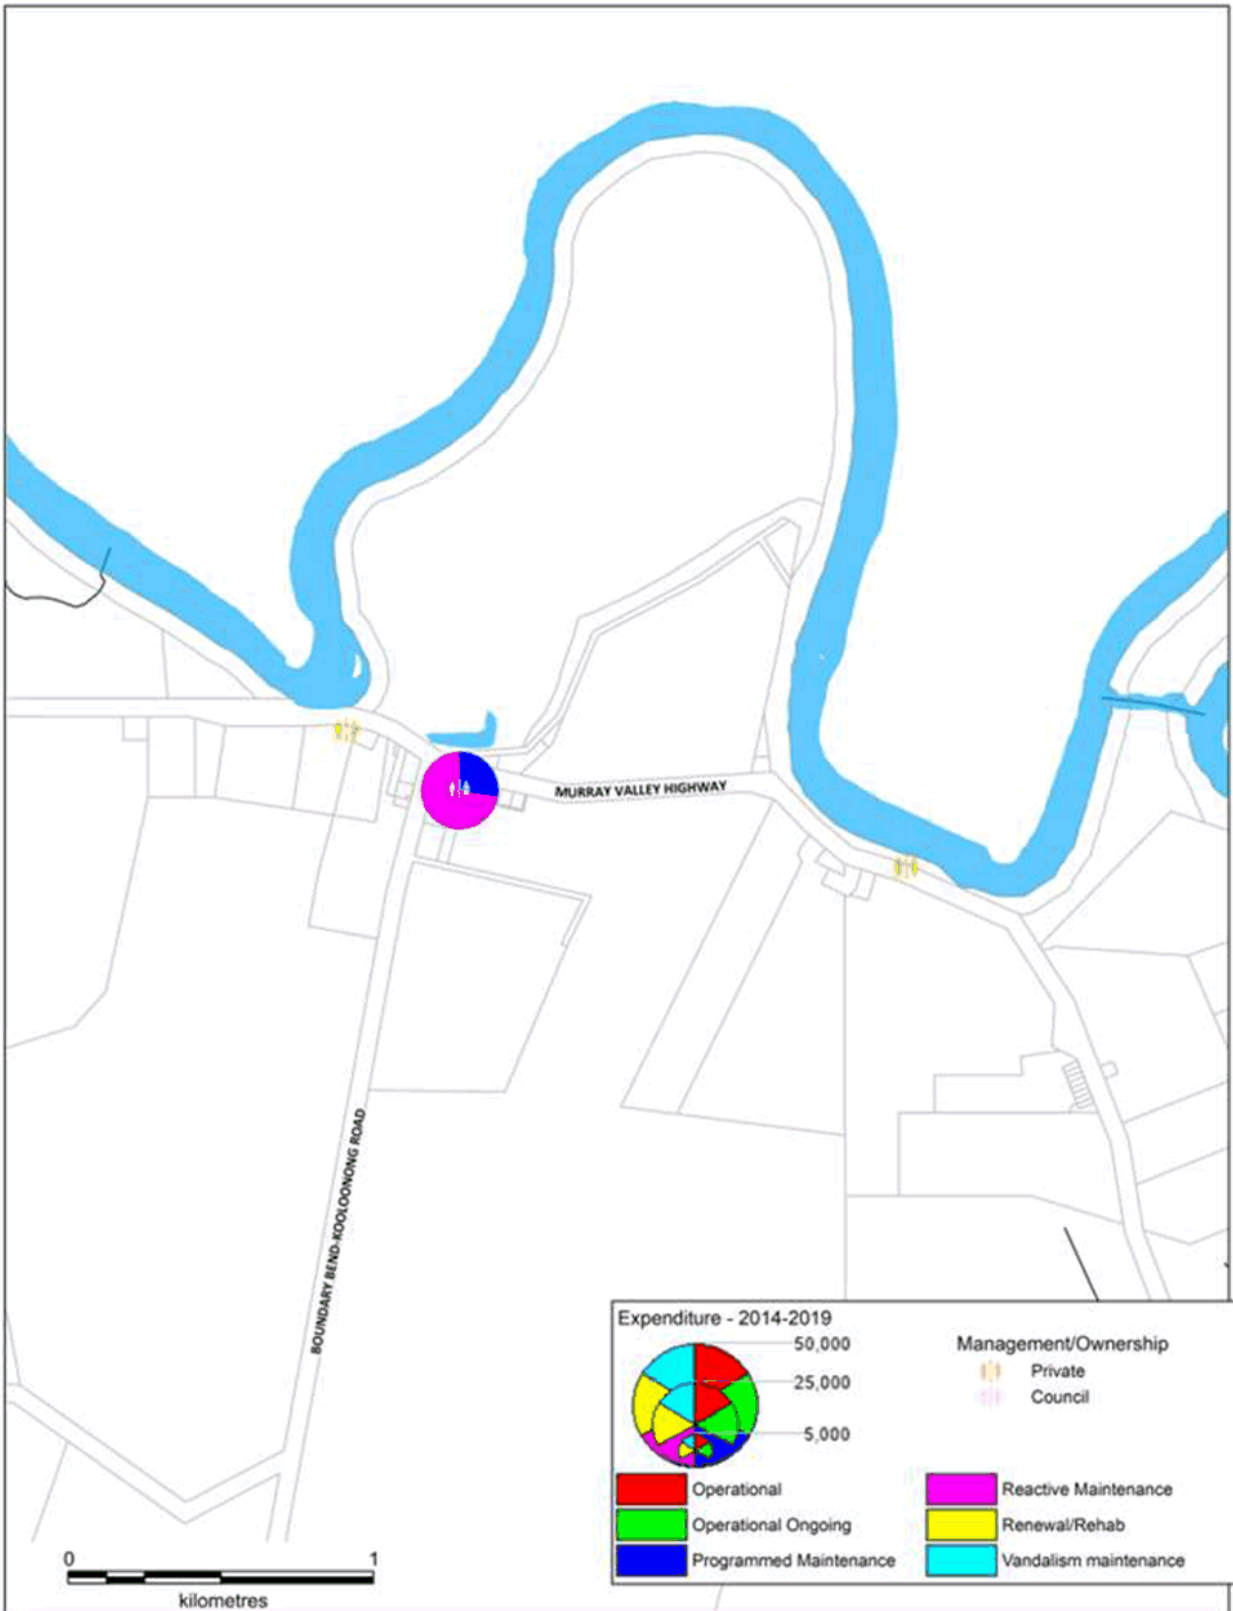 MURRAY VALLEY HIGHWAY
BOUNDARY BEND-KOOLOONONG ROAD
Expenditure - 2014-2019
50,000
25,000
5,000
Management/Ownership
Private
Council
Operational
Operational Ongoing
Programmed Maintenance
Reactive Maintenance
Renewal/Rehab
Vandalism maintenance
0 1
kilometres